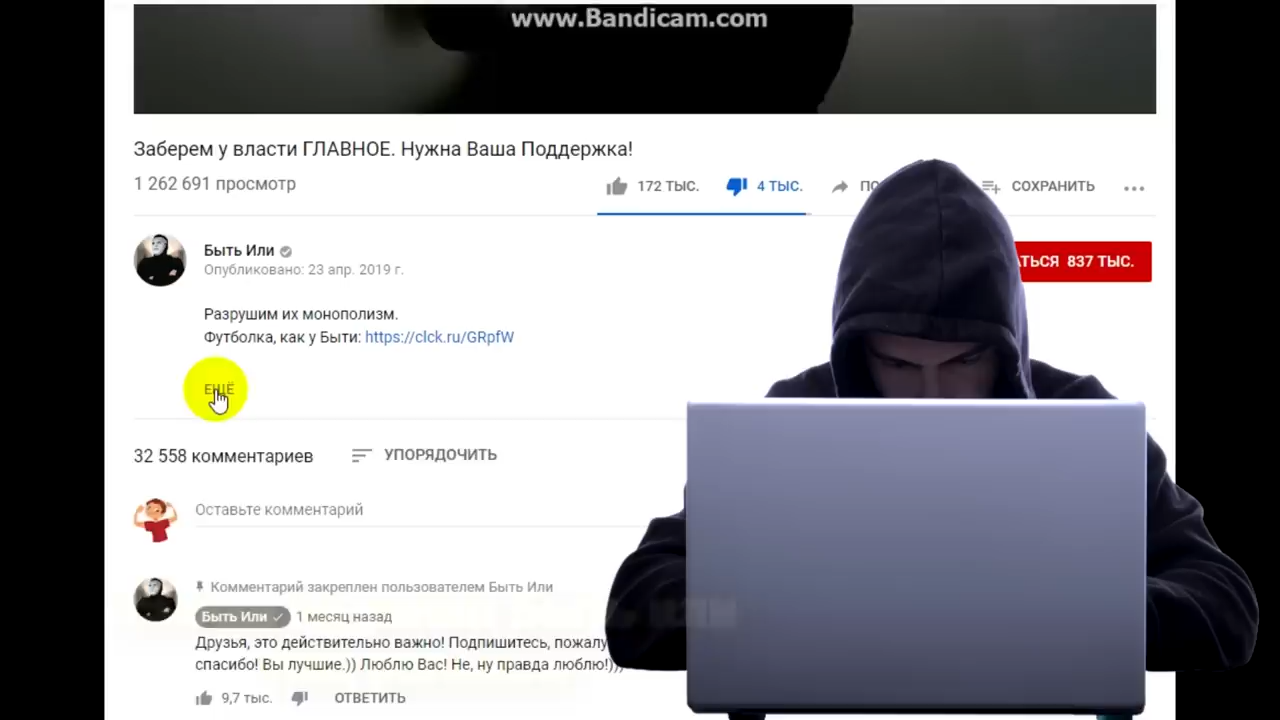 www.Bandicam.com
Заберем у власти ГЛАВНОЕ. Нужна Ваша Поддержка!
1 262 691 просмотр
172 ТЫС. 4 ТЫС. ПО СОХРАНИТЬ
Быть Или
Опубликовано: 23 апр. 2019 г.
ТЬСЯ 837 ТЫС.
Разрушим их монополизм.
Футболка, как у Быти: https://clck.ru/GRpfW
ЕЩЁ
32 558 комментариев УПОРЯДОЧИТЬ
Оставьте комментарий
Комментарий закреплен пользователем Быть Или
Быть Или 1 месяц назад
Друзья, это действительно важно! Подпишитесь, пожалу
спасибо! Вы лучшие.)) Люблю Вас! Не, ну правда люблю!)))
9,7 тыс. ОТВЕТИТЬ